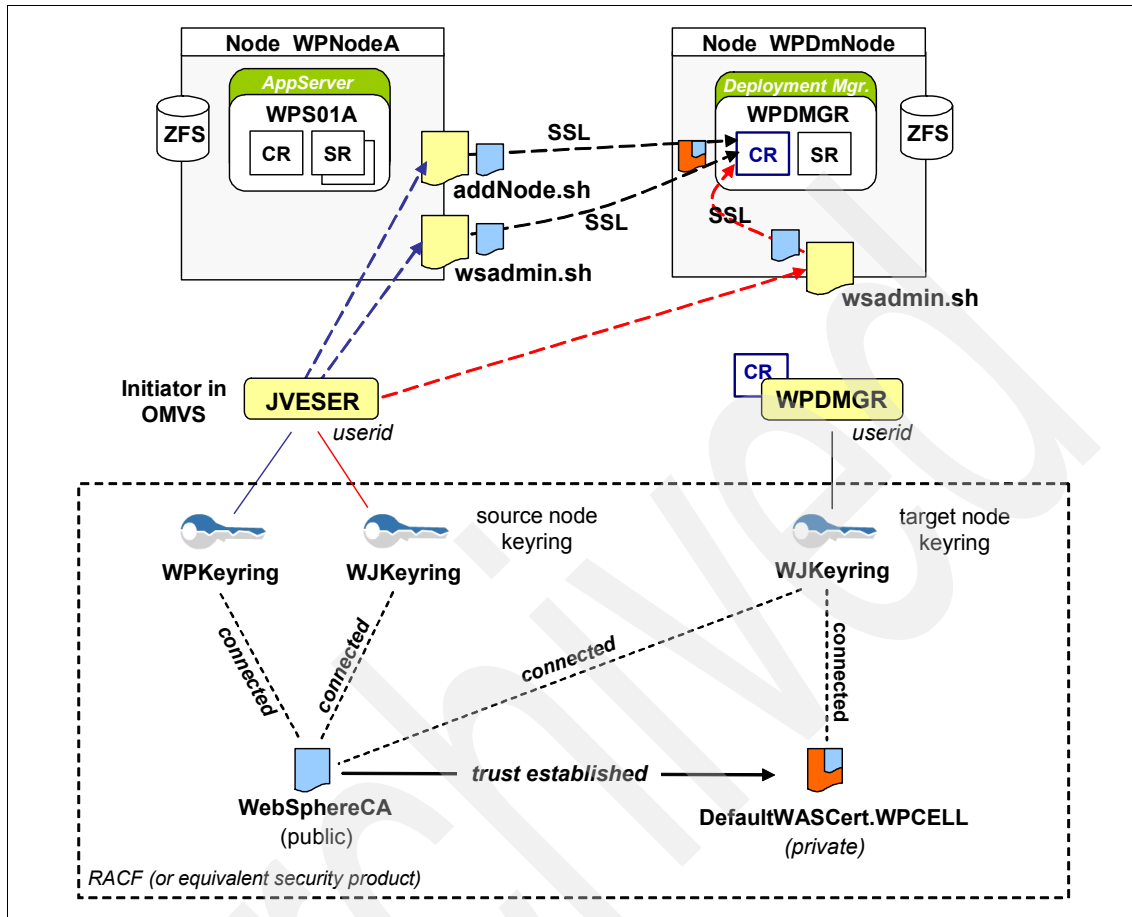 Node WPNodeA
Node WPDmNode
AppServer
Deployment Mgr.
WPS01A
WPDMGR
ZFS
CR
SR
SSL
CR
SR
ZFS
addNode.sh
SSL
SSL
wsadmin.sh
wsadmin.sh
Initiator in
OMVS
JVESER
userid
CR
WPDMGR
userid
source node
keyring
target node
keyring
WPKeyring
WJKeyring
WJKeyring
connected
connected
connected
connected
trust established
WebSphereCA
(public)
DefaultWASCert.WPCELL
(private)
RACF (or equivalent security product)